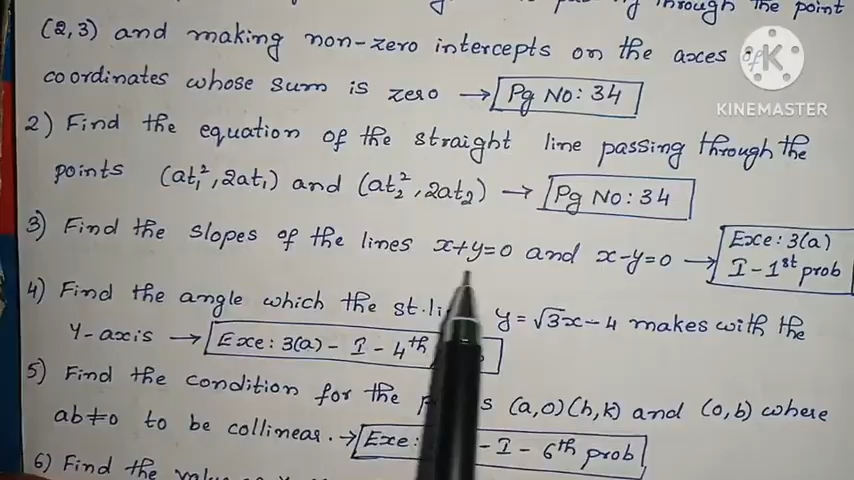 through the point
(2,3) and making non-zero intercepts on the axes of
coordinates whose sum is zero → Pg No: 34
KINEMASTER
2) Find the equation of the straight line passing through the
points (at₁², 2at₁) and (at₂², 2at₂) → Pg No: 34
3) Find the slopes of the lines x+y=0 and x-y=0 → Exe: 3(a)
I - 1st prob
4) Find the angle which the st. y = √3x - 4 makes with the
Y-axis → Exe: 3(a) - I - 4th
5) Find the condition for the (a,0) (h,k) and (0,b) where
ab≠0 to be collinear. → Exe: - I - 6th prob
6) Find the